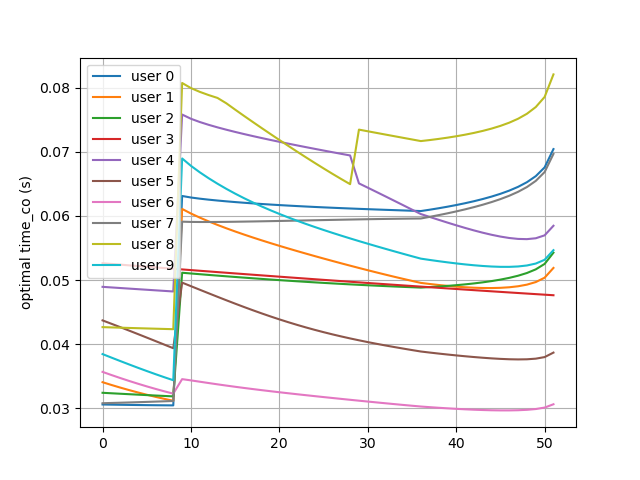 user 0
user 1
user 2
user 3
user 4
user 5
user 6
user 7
user 8
user 9
optimal time_co (s)
0.08
0.07
0.06
0.05
0.04
0.03
0 10 20 30 40 50